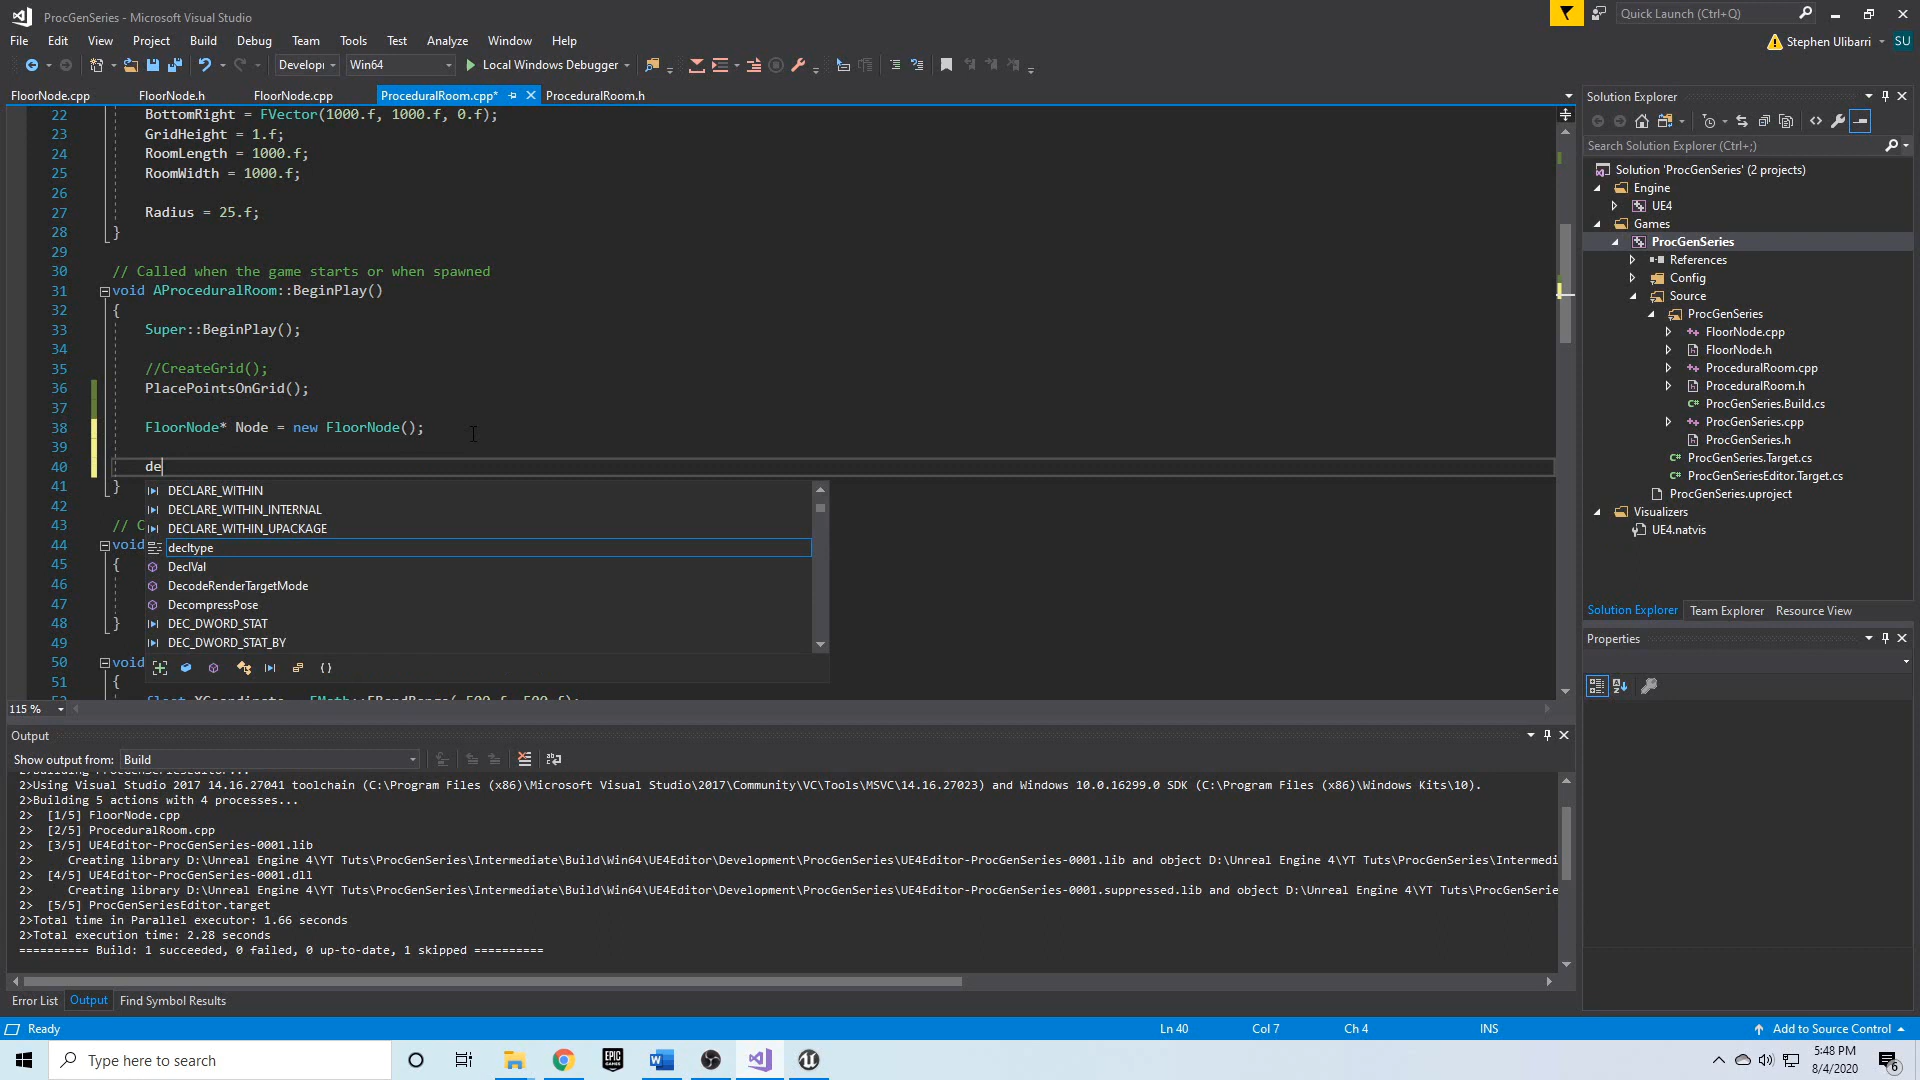 ProcGenSeries - Microsoft Visual Studio
Quick Launch (Ctrl+Q)
File Edit View Project Build Debug Team Tools Test Analyze Window Help
Stephen Ulibarri SU
Developi Win64 Local Windows Debugger
FloorNode.cpp FloorNode.h FloorNode.cpp ProceduralRoom.cpp* ProceduralRoom.h
22 BottomRight = FVector(1000.f, 1000.f, 0.f);
23 GridHeight = 1.f;
24 RoomLength = 1000.f;
25 RoomWidth = 1000.f;
26
27 Radius = 25.f;
28 }
29
30 // Called when the game starts or when spawned
31 void AProceduralRoom::BeginPlay()
32 {
33 Super::BeginPlay();
34
35 //CreateGrid();
36 PlacePointsOnGrid();
37
38 FloorNode* Node = new FloorNode();
39
40 de
41 }
42
43 // C
44 void
45 {
46
47
48 }
49
50 void
51 {
DECLARE_WITHIN
DECLARE_WITHIN_INTERNAL
DECLARE_WITHIN_UPACKAGE
decltype
DeclVal
DecodeRenderTargetMode
DecompressPose
DEC_DWORD_STAT
DEC_DWORD_STAT_BY
115 %
Solution Explorer
Search Solution Explorer (Ctrl+;)
Solution 'ProcGenSeries' (2 projects)
Engine
UE4
Games
ProcGenSeries
References
Config
Source
ProcGenSeries
FloorNode.cpp
FloorNode.h
ProceduralRoom.cpp
ProceduralRoom.h
ProcGenSeries.Build.cs
ProcGenSeries.cpp
ProcGenSeries.h
ProcGenSeries.Target.cs
ProcGenSeriesEditor.Target.cs
ProcGenSeries.uproject
Visualizers
UE4.natvis
Solution Explorer Team Explorer Resource View
Properties
Output
Show output from: Build
2>Using Visual Studio 2017 14.16.27041 toolchain (C:\Program Files (x86)\Microsoft Visual Studio\2017\Community\VC\Tools\MSVC\14.16.27023) and Windows 10.0.16299.0 SDK (C:\Program Files (x86)\Windows Kits\10).
2>Building 5 actions with 4 processes...
2> [1/5] FloorNode.cpp
2> [2/5] ProceduralRoom.cpp
2> [3/5] UE4Editor-ProcGenSeries-0001.lib
2> Creating library D:\Unreal Engine 4\YT Tuts\ProcGenSeries\Intermediate\Build\Win64\UE4Editor\Development\ProcGenSeries\UE4Editor-ProcGenSeries-0001.lib and object D:\Unreal Engine 4\YT Tuts\ProcGenSeries\Intermedi
2> [4/5] UE4Editor-ProcGenSeries-0001.dll
2> Creating library D:\Unreal Engine 4\YT Tuts\ProcGenSeries\Intermediate\Build\Win64\UE4Editor\Development\ProcGenSeries\UE4Editor-ProcGenSeries-0001.suppressed.lib and object D:\Unreal Engine 4\YT Tuts\ProcGenSerie
2> [5/5] ProcGenSeriesEditor.target
2>Total time in Parallel executor: 1.66 seconds
2>Total execution time: 2.28 seconds
========== Build: 1 succeeded, 0 failed, 0 up-to-date, 1 skipped ==========
Error List Output Find Symbol Results
Ready Ln 40 Col 7 Ch 4 INS Add to Source Control
Type here to search
EPIC GAMES
5:48 PM
8/4/2020
6